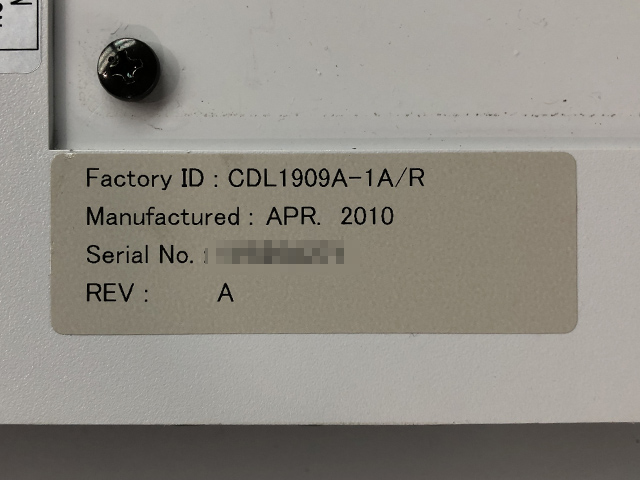 Factory ID : CDL1909A-1A/R
Manufactured : APR. 2010
Serial No. :
REV : A